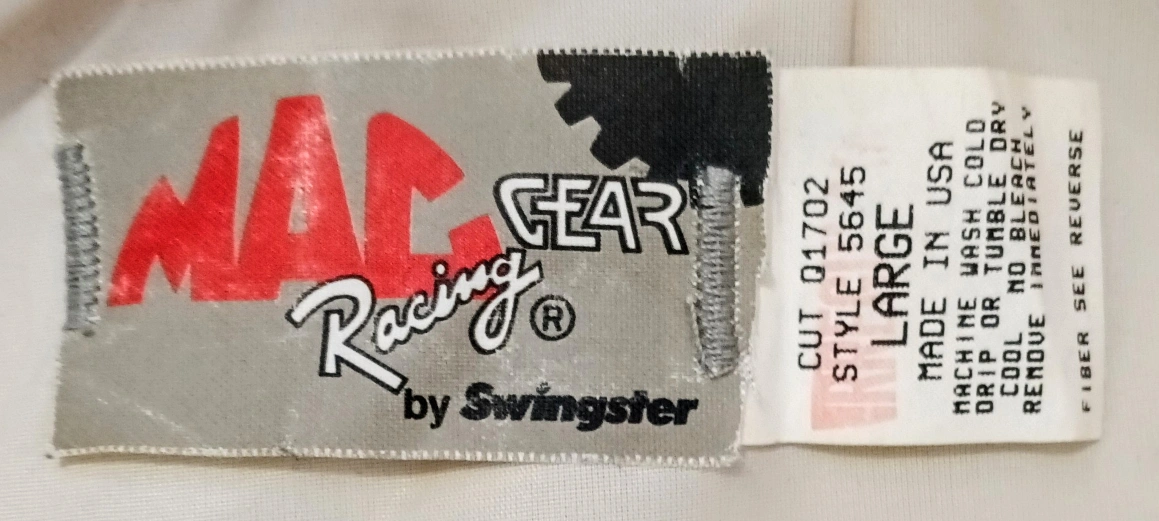 MAC
GEAR
Racing ®
by Swingster
CUT Q1702
STYLE 5645
LARGE
MADE IN USA
MACHINE WASH COLD
DRIP OR TUMBLE DRY
COOL NO BLEACH
REMOVE IMMEDIATELY
FIBER SEE REVERSE